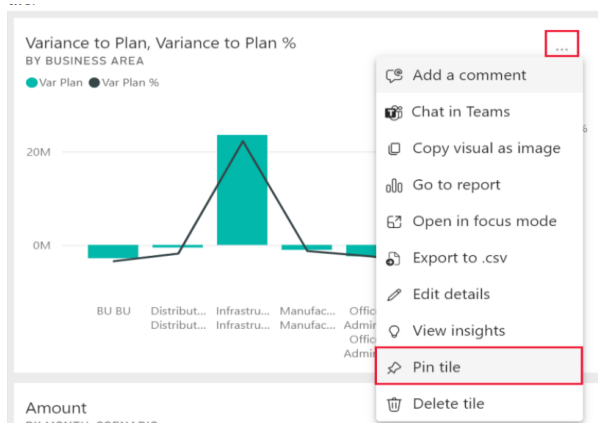 Variance to Plan, Variance to Plan %
BY BUSINESS AREA
Var Plan Var Plan %
20M
0M
BU BU Distribut... Infrastru... Manufac... Offic
Distribut... Infrastru... Manufac... Admir
Offic
Admir
...
Add a comment
Chat in Teams
Copy visual as image
Go to report
Open in focus mode
Export to .csv
Edit details
View insights
Pin tile
Delete tile
Amount